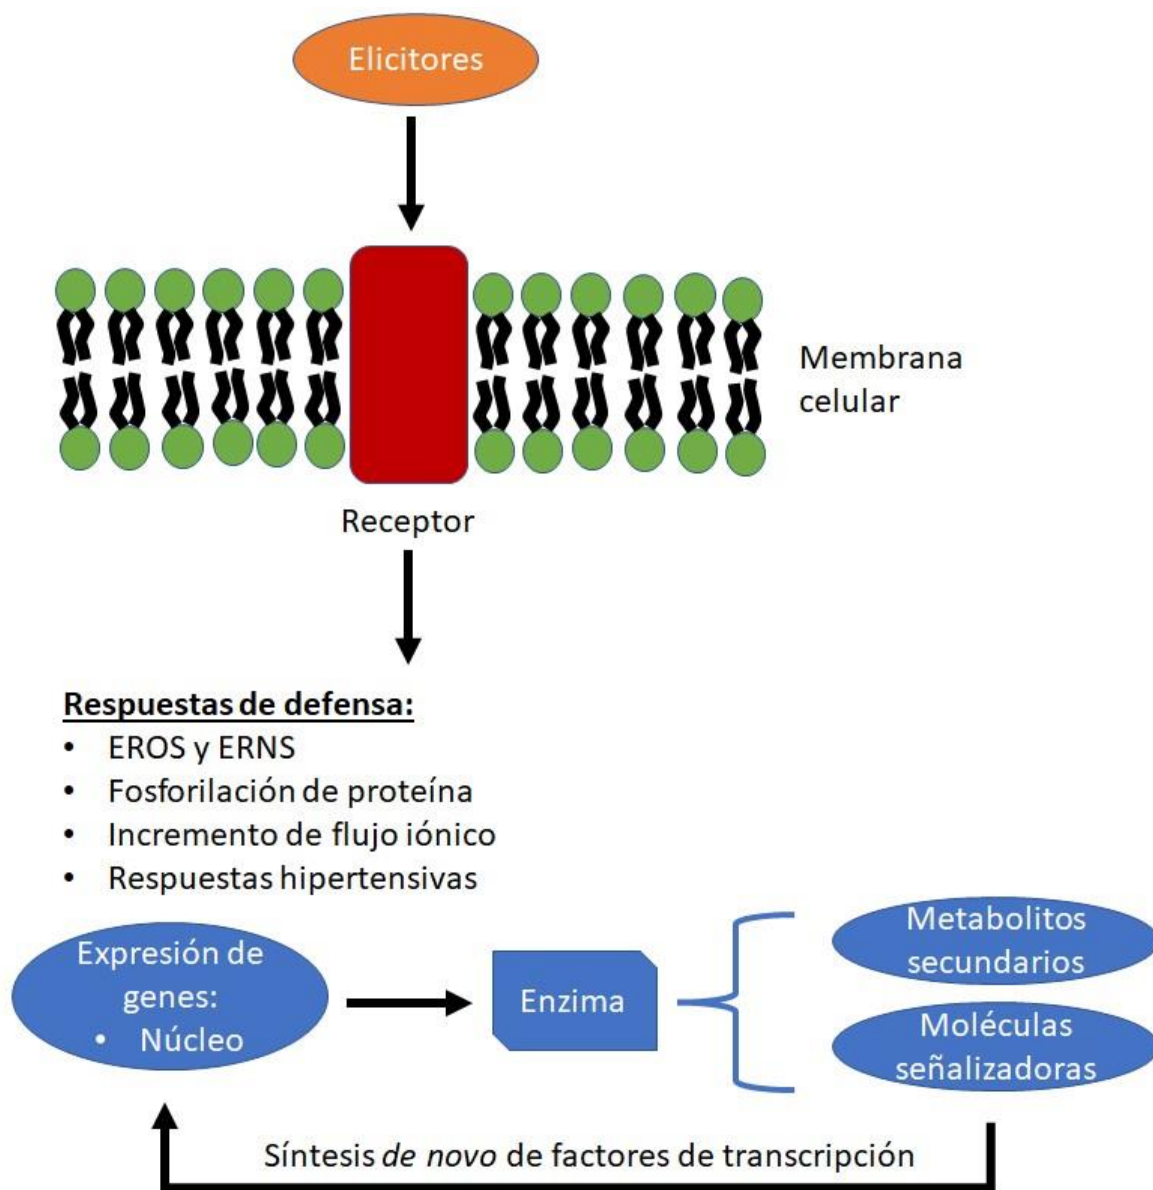 Elicitores
Membrana
celular
Receptor
Respuestas de defensa:
• EROS y ERNS
• Fosforilación de proteína
• Incremento de flujo iónico
• Respuestas hipertensivas
Expresión de
genes:
• Núcleo
Enzima
Metabolitos
secundarios
Moléculas
señalizadoras
Síntesis de novo de factores de transcripción